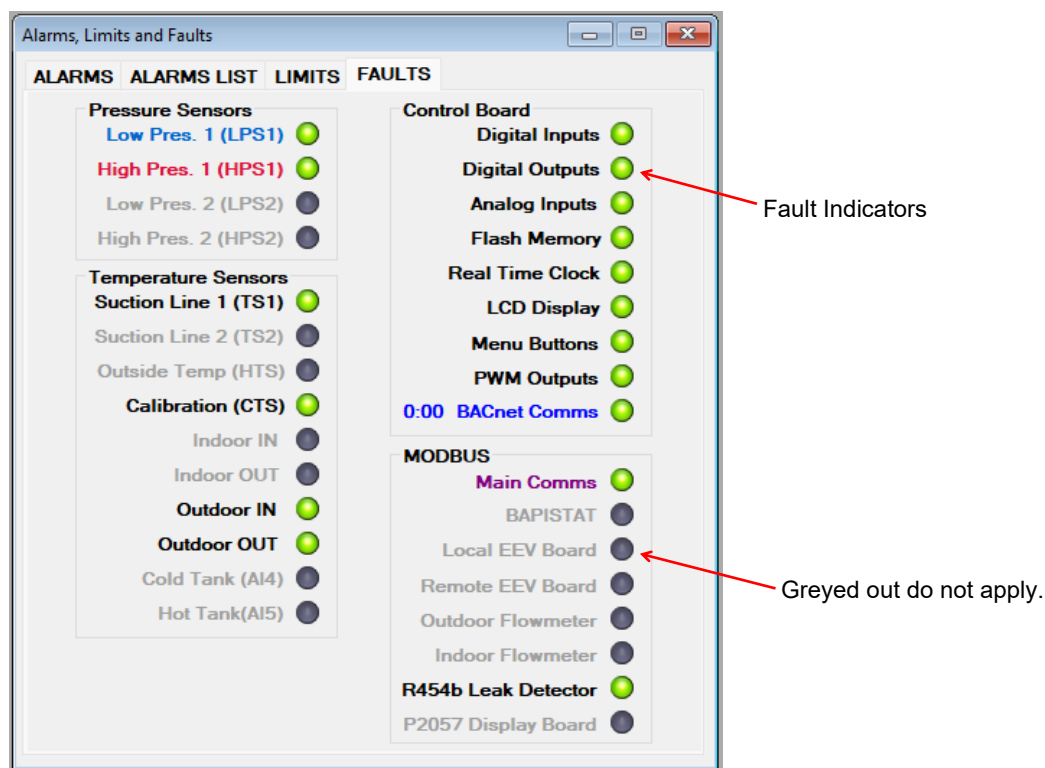 Alarms, Limits and Faults
ALARMS ALARMS LIST LIMITS FAULTS
Pressure Sensors
Low Pres. 1 (LPS1)
High Pres. 1 (HPS1)
Low Pres. 2 (LPS2)
High Pres. 2 (HPS2)
Temperature Sensors
Suction Line 1 (TS1)
Suction Line 2 (TS2)
Outside Temp (HTS)
Calibration (CTS)
Indoor IN
Indoor OUT
Outdoor IN
Outdoor OUT
Cold Tank (AI4)
Hot Tank(AI5)
Control Board
Digital Inputs
Digital Outputs
Analog Inputs
Flash Memory
Real Time Clock
LCD Display
Menu Buttons
PWM Outputs
0:00 BACnet Comms
MODBUS
Main Comms
BAPISTAT
Local EEV Board
Remote EEV Board
Outdoor Flowmeter
Indoor Flowmeter
R454b Leak Detector
P2057 Display Board
Fault Indicators
Greyed out do not apply.